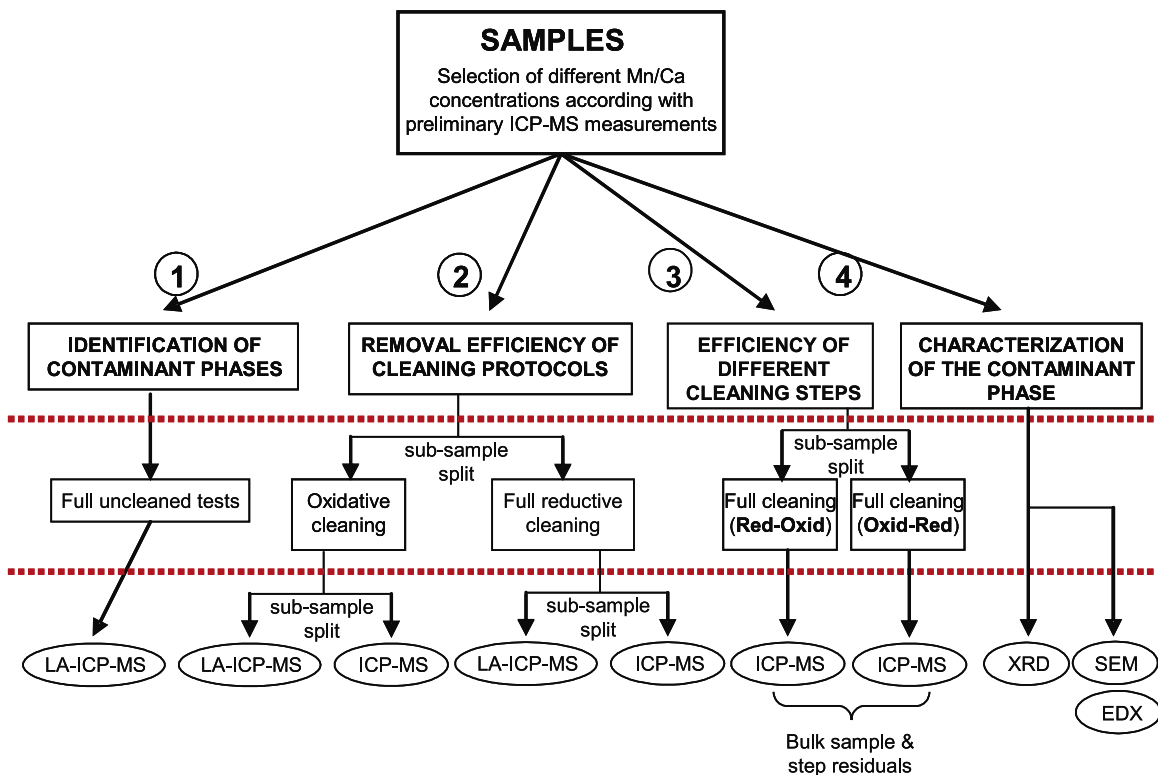 SAMPLES
Selection of different Mn/Ca
concentrations according with
preliminary ICP-MS measurements
1
2
3
4
IDENTIFICATION OF
CONTAMINANT PHASES
REMOVAL EFFICIENCY OF
CLEANING PROTOCOLS
EFFICIENCY OF
DIFFERENT
CLEANING STEPS
CHARACTERIZATION
OF THE CONTAMINANT
PHASE
sub-sample
split
sub-sample
split
Full uncleaned tests
Oxidative
cleaning
Full reductive
cleaning
Full cleaning
(Red-Oxid)
Full cleaning
(Oxid-Red)
sub-sample
split
sub-sample
split
LA-ICP-MS
LA-ICP-MS
ICP-MS
LA-ICP-MS
ICP-MS
ICP-MS
ICP-MS
XRD
SEM
EDX
Bulk sample &
step residuals